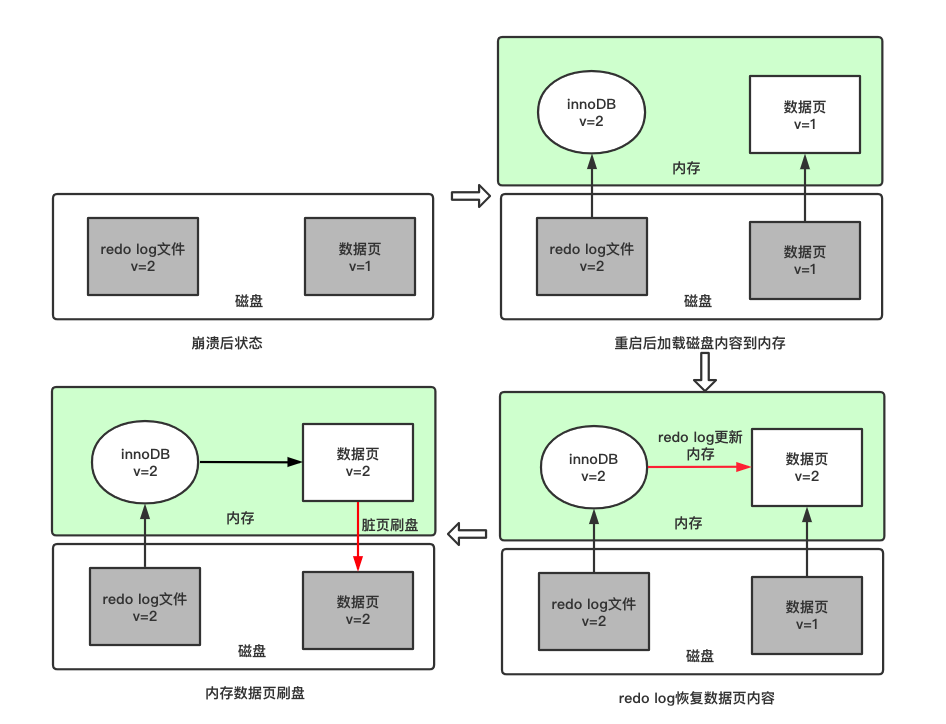 redo log文件
v=2
数据页
v=1
磁盘
崩溃后状态
innoDB
v=2
数据页
v=1
内存
redo log文件
v=2
数据页
v=1
磁盘
重启后加载磁盘内容到内存
innoDB
v=2
redo log更新
内存
数据页
v=2
内存
redo log文件
v=2
数据页
v=1
磁盘
redo log恢复数据页内容
innoDB
v=2
数据页
v=2
内存
脏页刷盘
redo log文件
v=2
数据页
v=2
磁盘
内存数据页刷盘